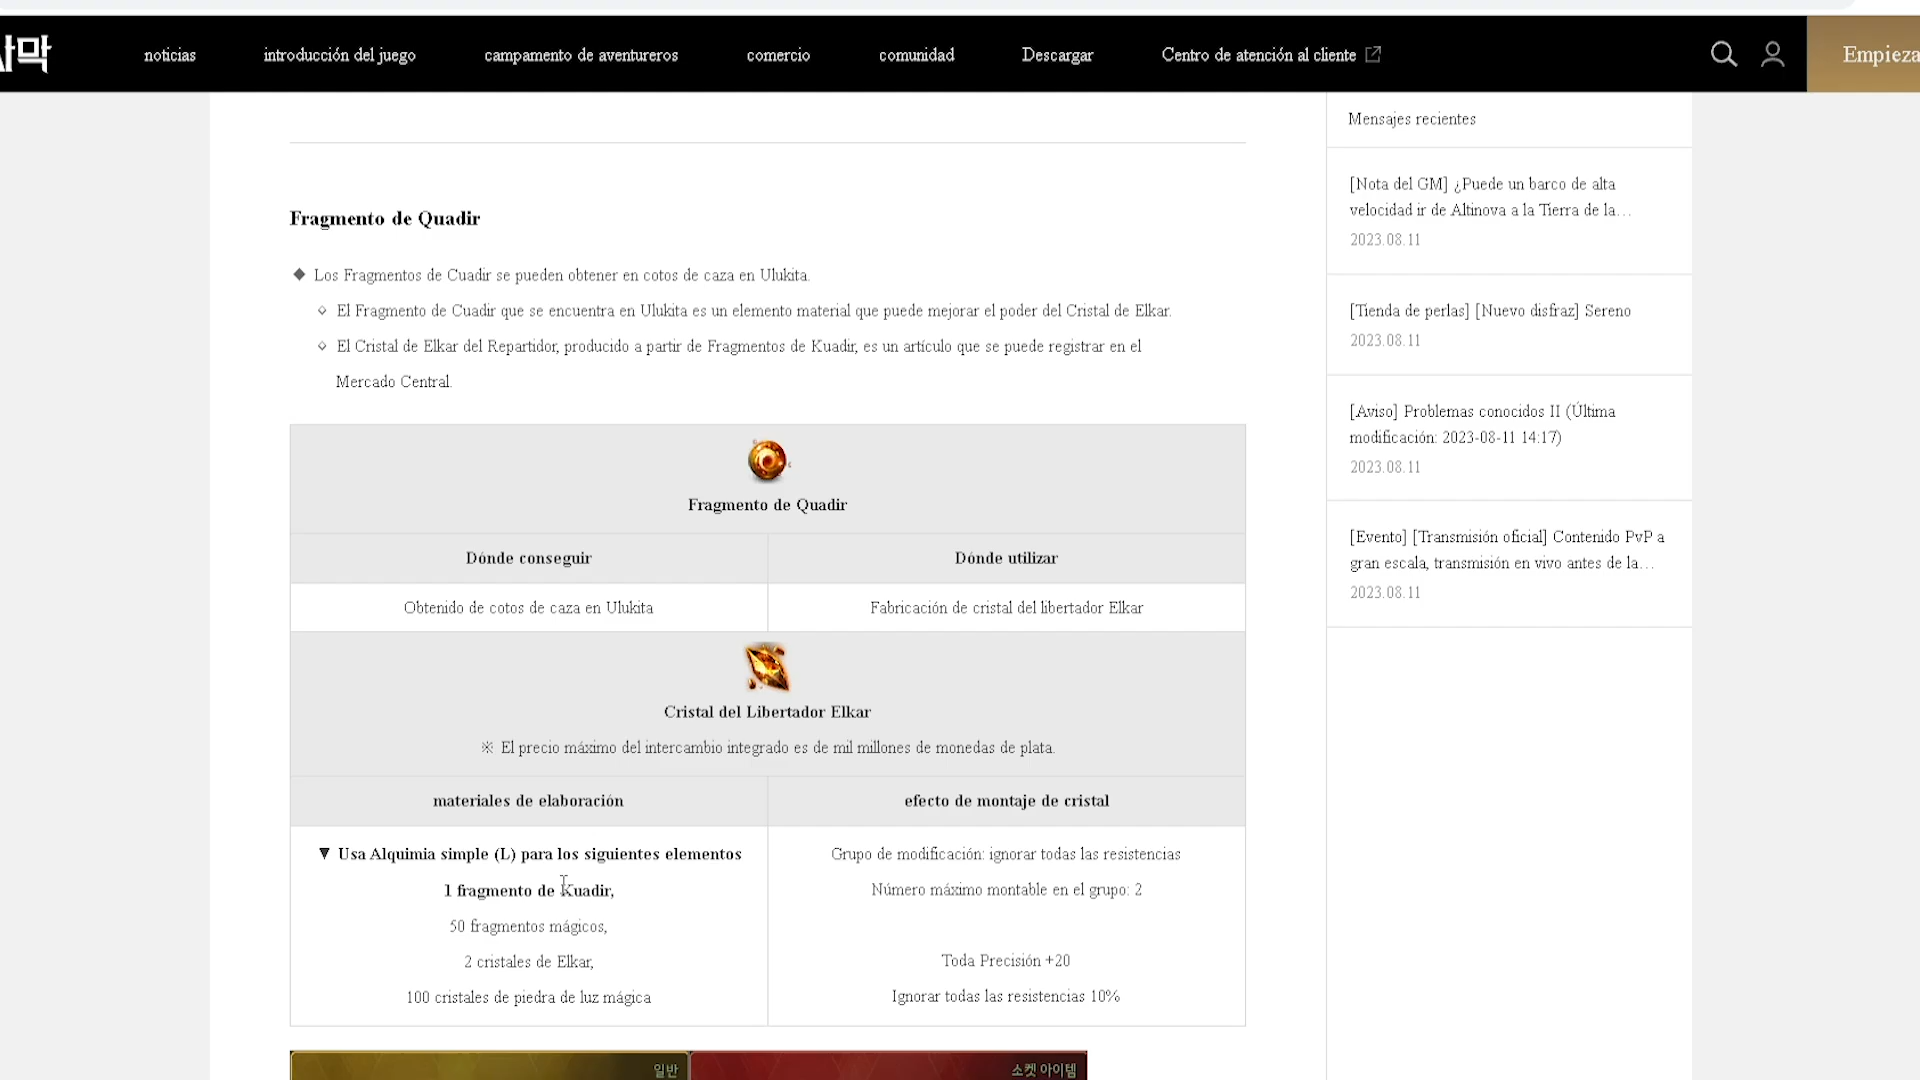 사막
noticias
introducción del juego
campamento de aventureros
comercio
comunidad
Descargar
Centro de atención al cliente
Empieza
Mensajes recientes
[Nota del GM] ¿Puede un barco de alta
velocidad ir de Altinova a la Tierra de la...
2023.08.11
[Tienda de perlas] [Nuevo disfraz] Sereno
2023.08.11
[Aviso] Problemas conocidos II (Última
modificación: 2023-08-11 14:17)
2023.08.11
[Evento] [Transmisión oficial] Contenido PvP a
gran escala, transmisión en vivo antes de la...
2023.08.11
Fragmento de Quadir
◆ Los Fragmentos de Cuadir se pueden obtener en cotos de caza en Ulukita.
◇ El Fragmento de Cuadir que se encuentra en Ulukita es un elemento material que puede mejorar el poder del Cristal de Elkar.
◇ El Cristal de Elkar del Repartidor, producido a partir de Fragmentos de Kuadir, es un artículo que se puede registrar en el
Mercado Central.
Fragmento de Quadir
Dónde conseguir
Dónde utilizar
Obtenido de cotos de caza en Ulukita
Fabricación de cristal del libertador Elkar
Cristal del Libertador Elkar
※ El precio máximo del intercambio integrado es de mil millones de monedas de plata.
materiales de elaboración
efecto de montaje de cristal
▼ Usa Alquimia simple (L) para los siguientes elementos
1 fragmento de Kuadir,
50 fragmentos mágicos,
2 cristales de Elkar,
100 cristales de piedra de luz mágica
Grupo de modificación: ignorar todas las resistencias
Número máximo montable en el grupo: 2
Toda Precisión +20
Ignorar todas las resistencias 10%
일반
소켓 아이템